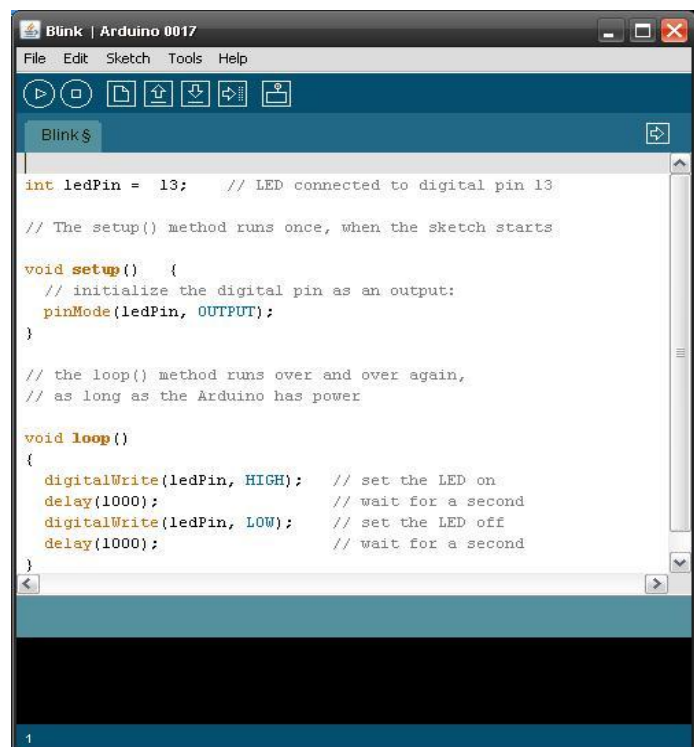 Blink | Arduino 0017
File Edit Sketch Tools Help
Blink §
int ledPin =  13;    // LED connected to digital pin 13

// The setup() method runs once, when the sketch starts

void setup()   {
  // initialize the digital pin as an output:
  pinMode(ledPin, OUTPUT);
}

// the loop() method runs over and over again,
// as long as the Arduino has power

void loop()
{
  digitalWrite(ledPin, HIGH);   // set the LED on
  delay(1000);                  // wait for a second
  digitalWrite(ledPin, LOW);    // set the LED off
  delay(1000);                  // wait for a second
}
1